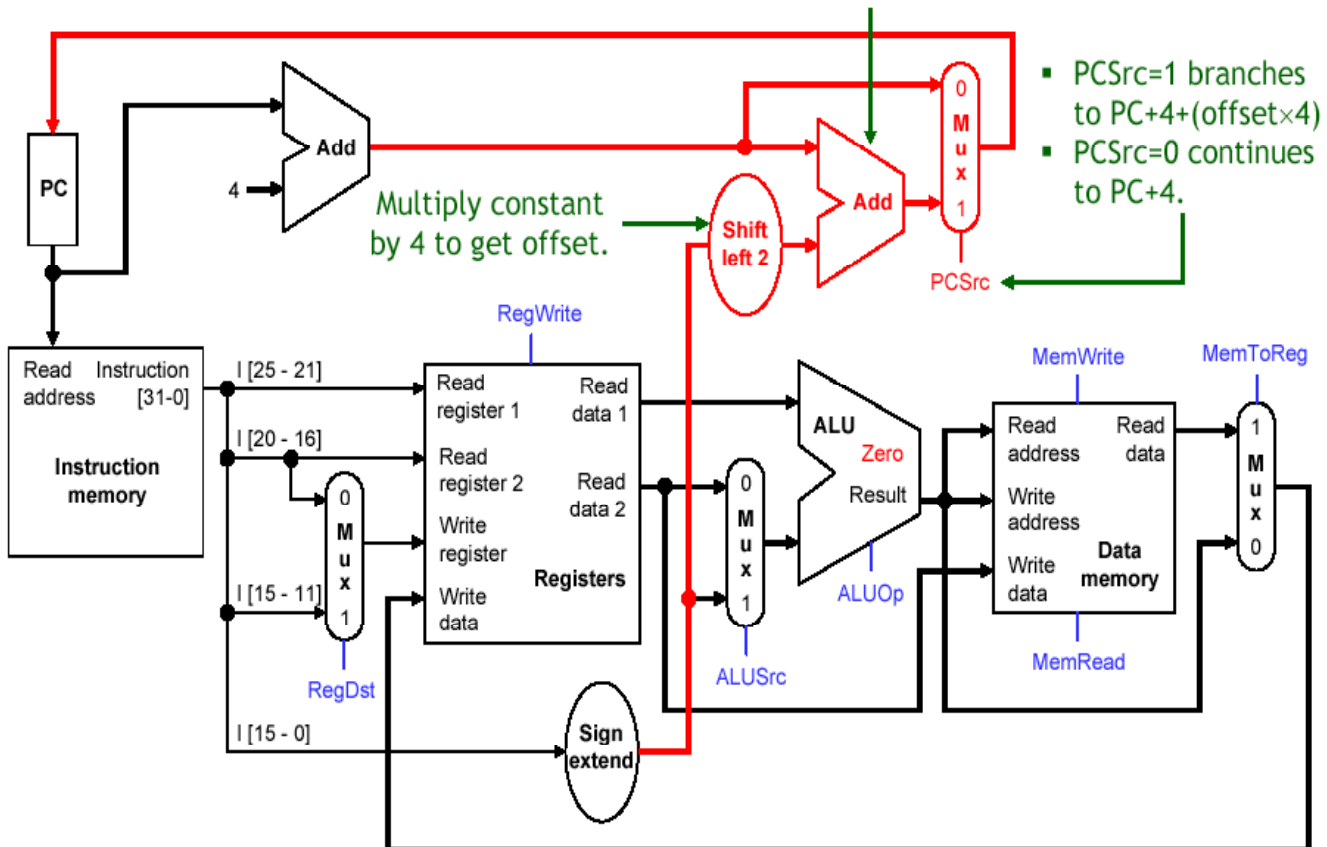 ▪ PCSrc=1 branches
to PC+4+(offset×4)
▪ PCSrc=0 continues
to PC+4.
0
M
u
x
1
Add
PC
4
Multiply constant
by 4 to get offset.
Shift
left 2
Add
PCSrc
RegWrite
MemWrite
MemToReg
Read
address
Instruction
[31-0]
Instruction
memory
I [25 - 21]
I [20 - 16]
I [15 - 11]
I [15 - 0]
0
M
u
x
1
RegDst
Read
register 1
Read
register 2
Write
register
Write
data
Read
data 1
Read
data 2
Registers
Sign
extend
0
M
u
x
1
ALUSrc
ALU
Zero
Result
ALUOp
Read
address
Write
address
Write
data
Read
data
Data
memory
MemRead
1
M
u
x
0